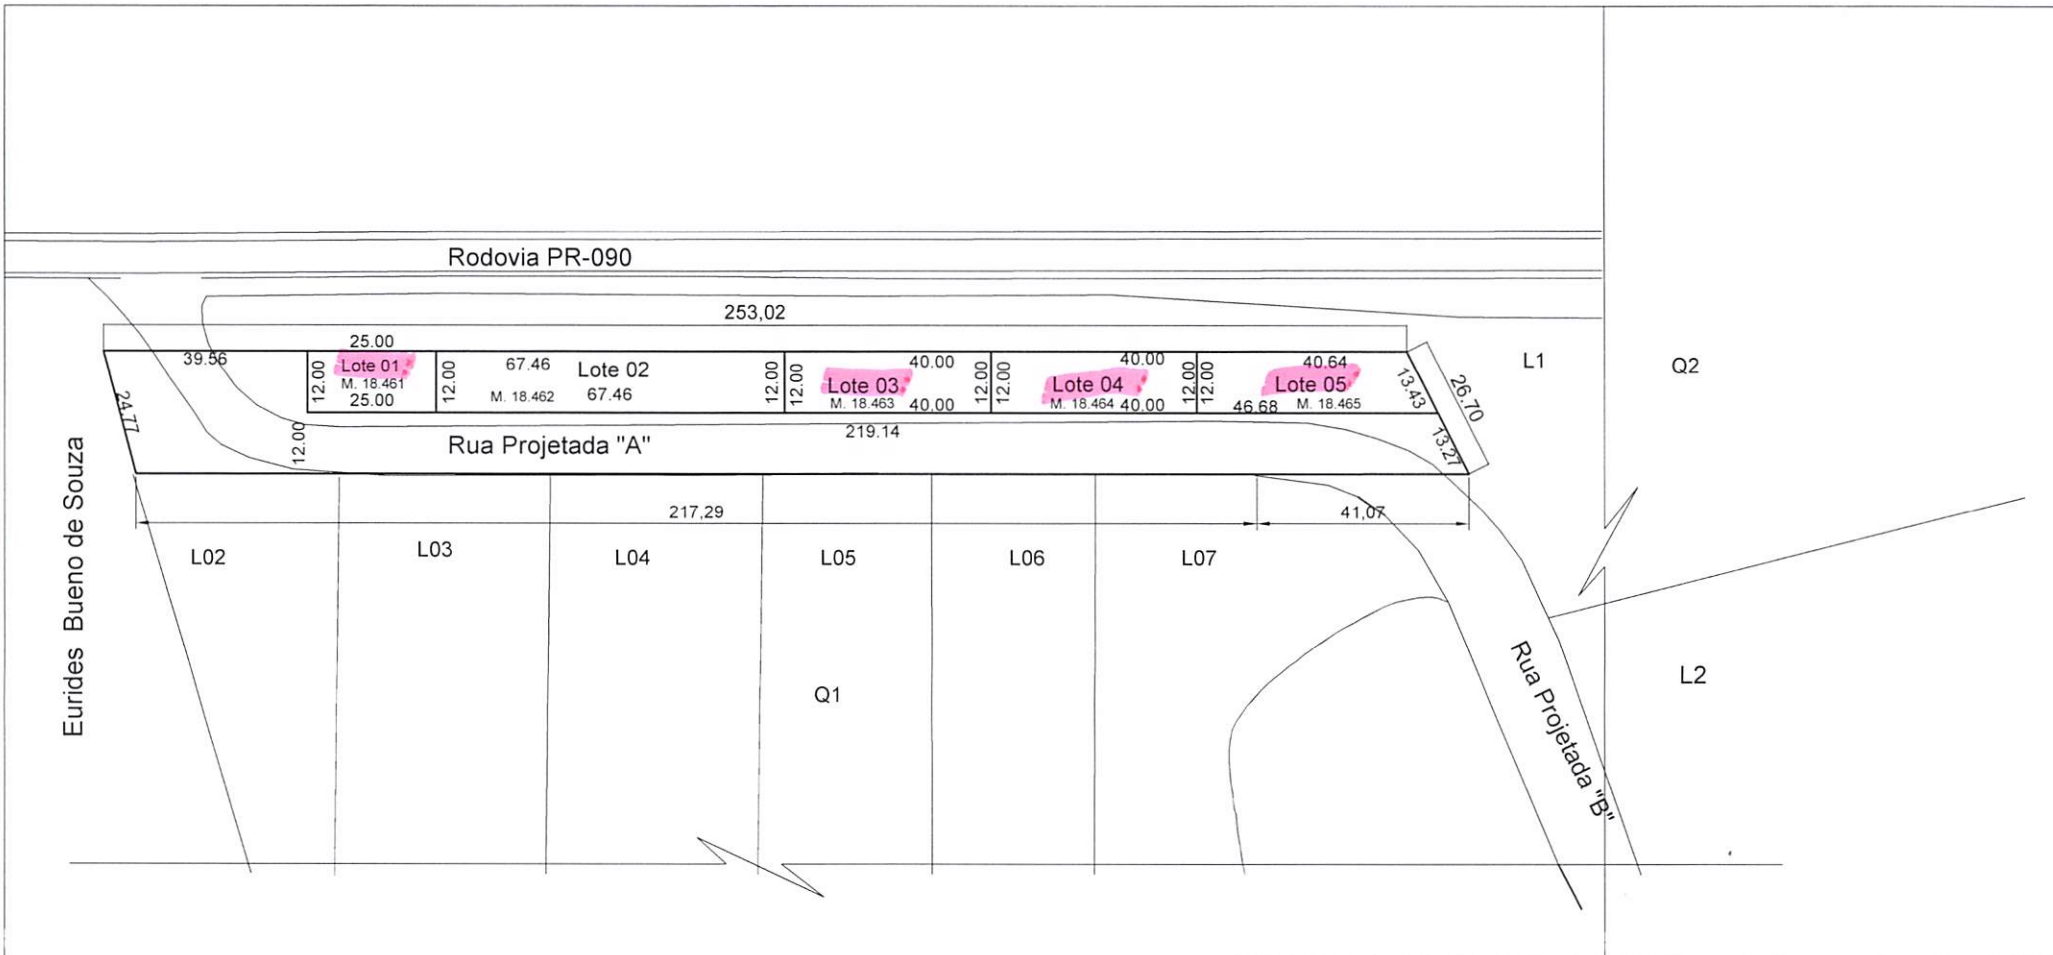 Rodovia PR-090
253,02
25.00
39.56
Lote 01
M. 18.461
25.00
12.00
12.00
67.46
Lote 02
M. 18.462
67.46
12.00
12.00
40.00
Lote 03
M. 18.463
40,00
12.00
12.00
40.00
Lote 04
M. 18.464
40,00
12.00
12.00
40.64
Lote 05
46.68
M. 18.465
13.43
26.70
13.27
L1
Q2
24,77
12.00
Rua Projetada "A"
219.14
Eurides Bueno de Souza
217,29
41,07
L02
L03
L04
L05
L06
L07
Q1
Rua Projetada "B"
L2